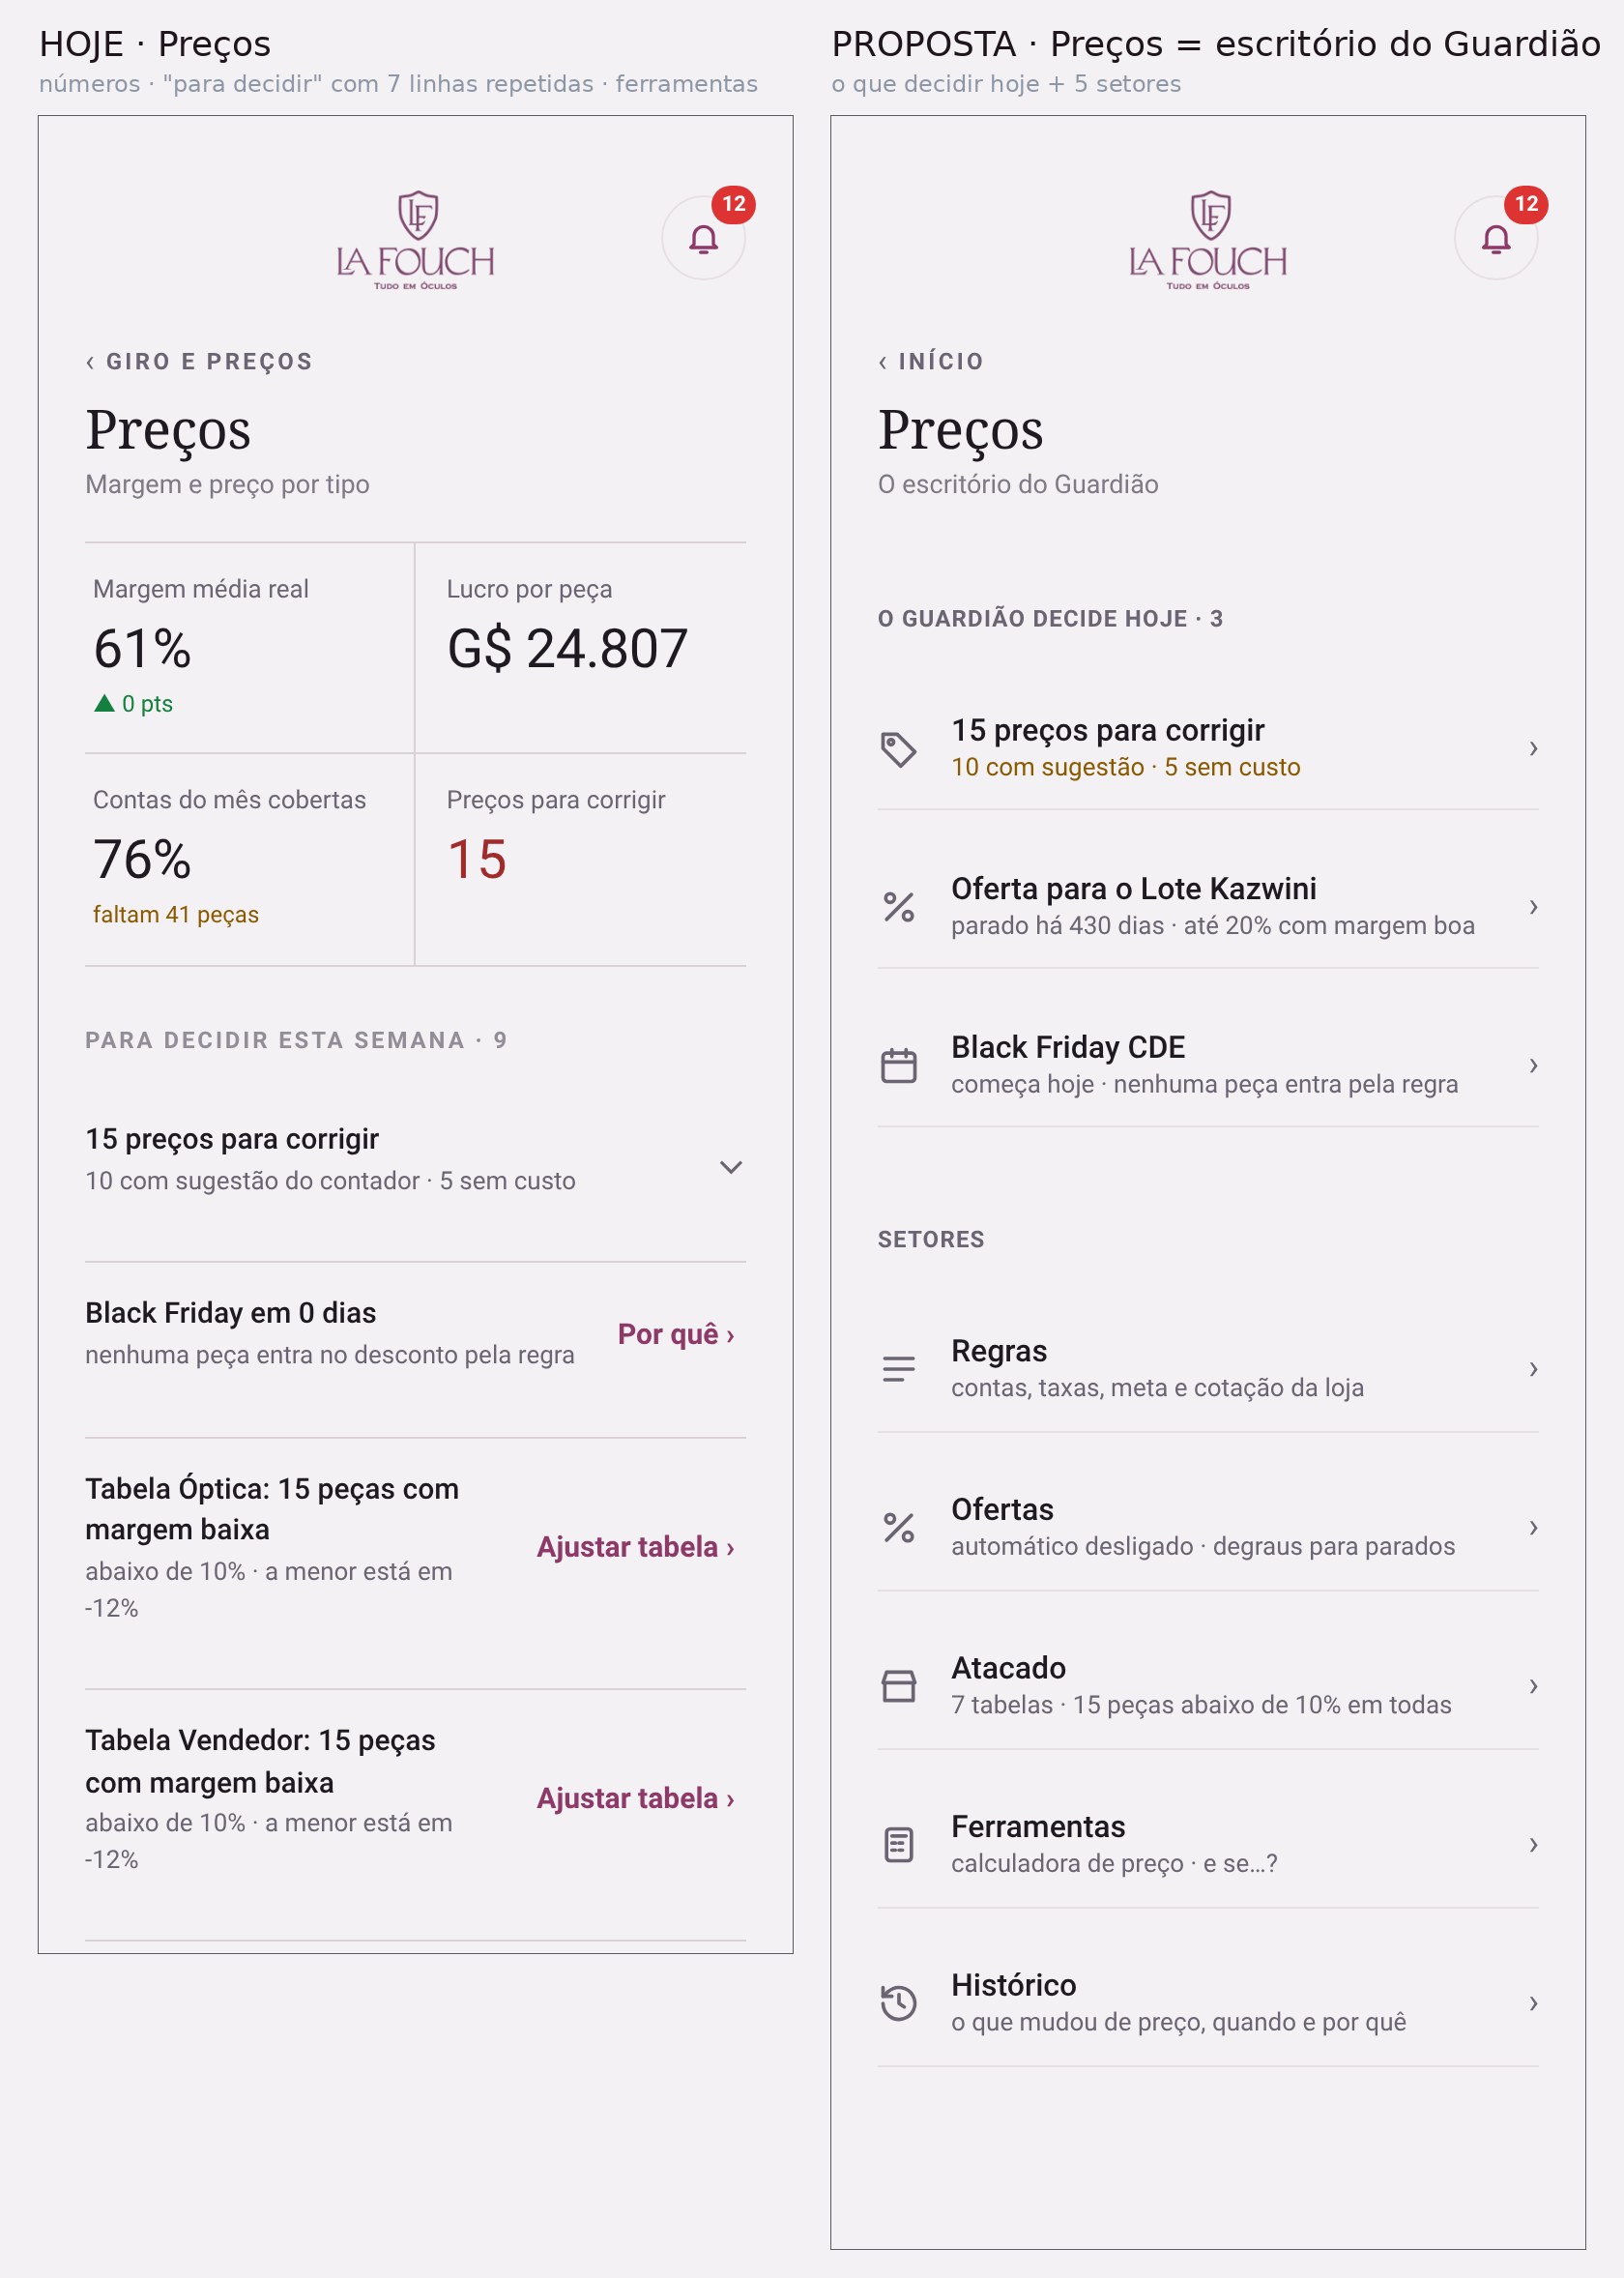 HOJE · Preços
números · "para decidir" com 7 linhas repetidas · ferramentas
LF
LA FOUCH
TUDO EM ÓCULOS
12
‹ GIRO E PREÇOS
Preços
Margem e preço por tipo
Margem média real
61%
▲ 0 pts
Lucro por peça
G$ 24.807
Contas do mês cobertas
76%
faltam 41 peças
Preços para corrigir
15
PARA DECIDIR ESTA SEMANA · 9
15 preços para corrigir
10 com sugestão do contador · 5 sem custo
Black Friday em 0 dias
nenhuma peça entra no desconto pela regra
Por quê ›
Tabela Óptica: 15 peças com
margem baixa
abaixo de 10% · a menor está em
-12%
Ajustar tabela ›
Tabela Vendedor: 15 peças
com margem baixa
abaixo de 10% · a menor está em
-12%
Ajustar tabela ›
PROPOSTA · Preços = escritório do Guardião
o que decidir hoje + 5 setores
LF
LA FOUCH
TUDO EM ÓCULOS
12
‹ INÍCIO
Preços
O escritório do Guardião
O GUARDIÃO DECIDE HOJE · 3
15 preços para corrigir
10 com sugestão · 5 sem custo
Oferta para o Lote Kazwini
parado há 430 dias · até 20% com margem boa
Black Friday CDE
começa hoje · nenhuma peça entra pela regra
SETORES
Regras
contas, taxas, meta e cotação da loja
Ofertas
automático desligado · degraus para parados
Atacado
7 tabelas · 15 peças abaixo de 10% em todas
Ferramentas
calculadora de preço · e se...?
Histórico
o que mudou de preço, quando e por quê